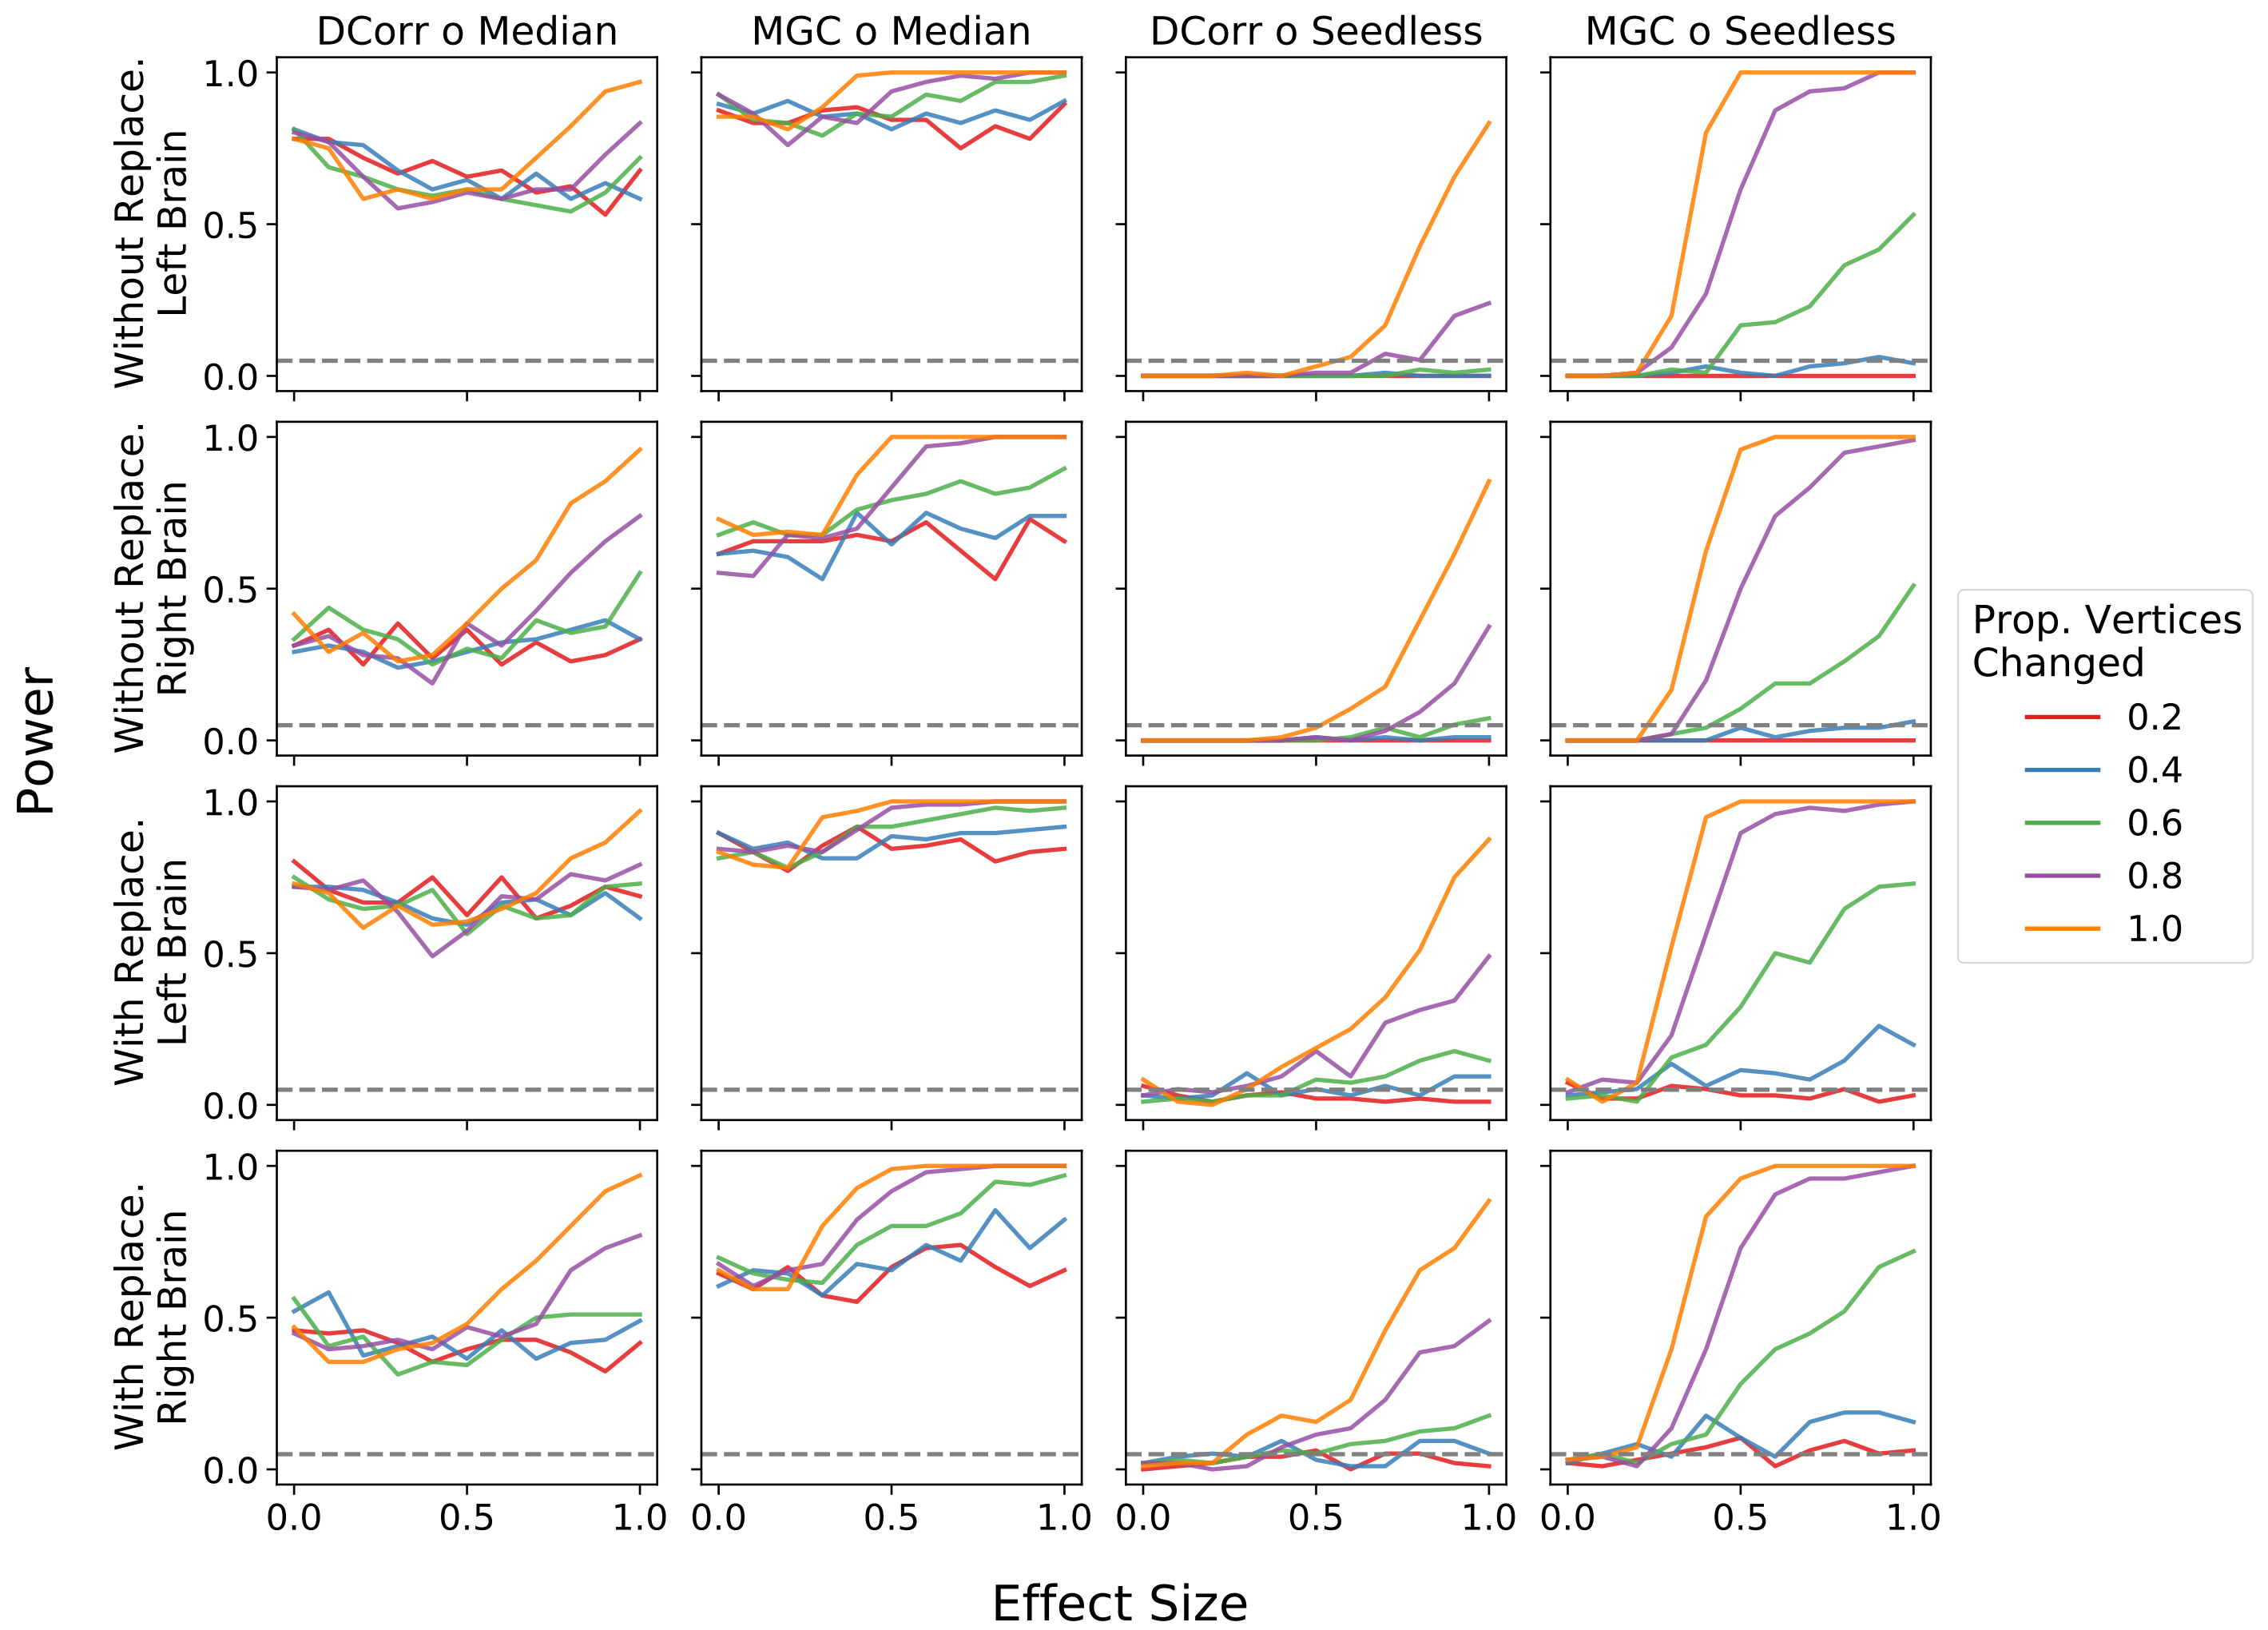 DCorr o Median
MGC o Median
DCorr o Seedless
MGC o Seedless
Power
Without Replace.
Left Brain
1.0
0.5
0.0
Without Replace.
Right Brain
1.0
0.5
0.0
With Replace.
Left Brain
1.0
0.5
0.0
With Replace.
Right Brain
1.0
0.5
0.0
0.0
0.5
1.0
0.0
0.5
1.0
0.0
0.5
1.0
0.0
0.5
1.0
Effect Size
Prop. Vertices
Changed
0.2
0.4
0.6
0.8
1.0